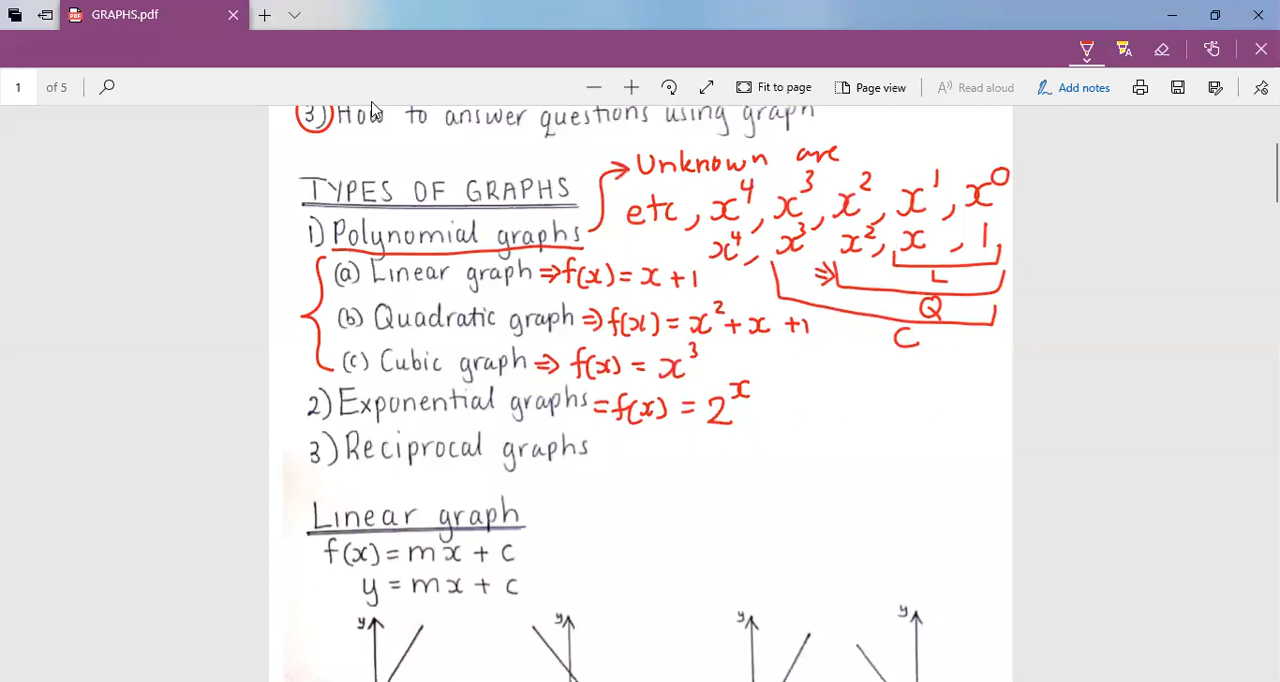 GRAPHS.pdf
1 of 5
Fit to page
Page view
Read aloud
Add notes
3) How to answer questions using graph
Unknown are
TYPES OF GRAPHS
etc, x⁴, x³, x², x¹, x⁰
1) Polynomial graphs
x⁴, x³, x², x, 1,
(a) Linear graph ⇒ f(x) = x + 1
⇒
L
(b) Quadratic graph ⇒ f(x) = x² + x + 1
Q
C
(c) Cubic graph ⇒ f(x) = x³
2) Exponential graphs = f(x) = 2ˣ
3) Reciprocal graphs
Linear graph
f(x) = mx + c
y = mx + c
y y y y